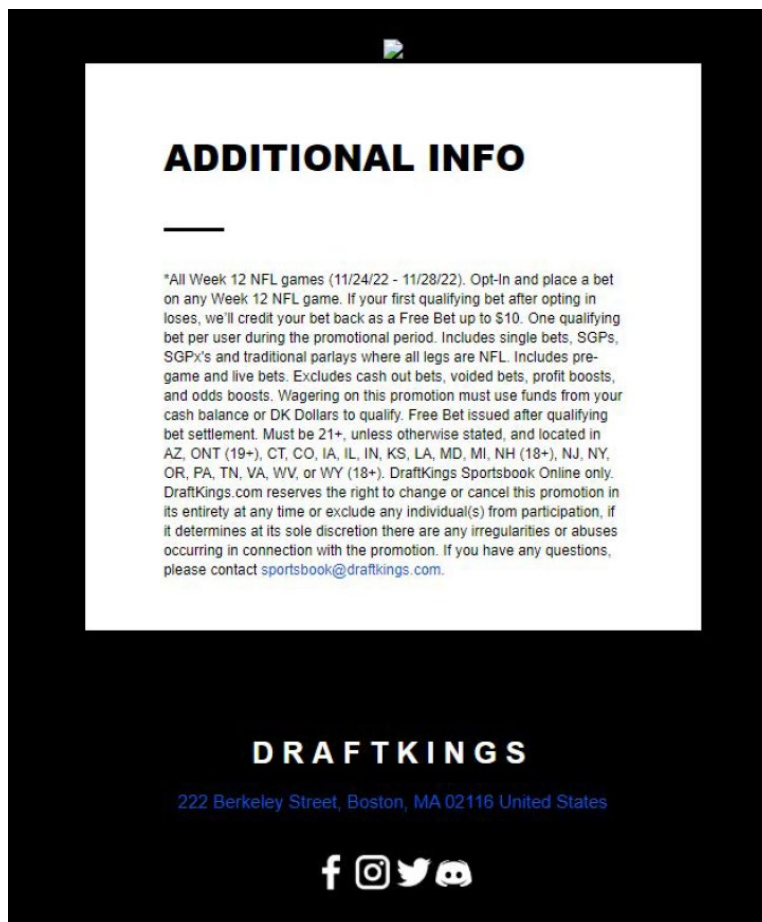 ADDITIONAL INFO
*All Week 12 NFL games (11/24/22 - 11/28/22). Opt-In and place a bet
on any Week 12 NFL game. If your first qualifying bet after opting in
loses, we'll credit your bet back as a Free Bet up to $10. One qualifying
bet per user during the promotional period. Includes single bets, SGPs,
SGPx's and traditional parlays where all legs are NFL. Includes pre-
game and live bets. Excludes cash out bets, voided bets, profit boosts,
and odds boosts. Wagering on this promotion must use funds from your
cash balance or DK Dollars to qualify. Free Bet issued after qualifying
bet settlement. Must be 21+, unless otherwise stated, and located in
AZ, ONT (19+), CT, CO, IA, IL, IN, KS, LA, MD, MI, NH (18+), NJ, NY,
OR, PA, TN, VA, WV, or WY (18+). DraftKings Sportsbook Online only.
DraftKings.com reserves the right to change or cancel this promotion in
its entirety at any time or exclude any individual(s) from participation, if
it determines at its sole discretion there are any irregularities or abuses
occurring in connection with the promotion. If you have any questions,
please contact sportsbook@draftkings.com.
DRAFTKINGS
222 Berkeley Street, Boston, MA 02116 United States